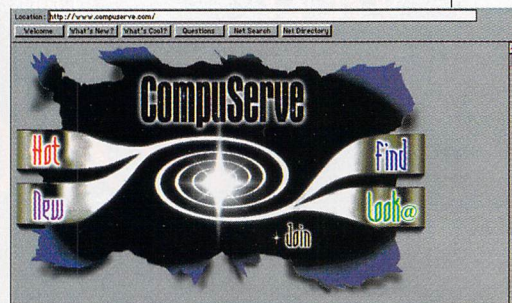 Location: http://www.compuserve.com/
Welcome What's New? What's Cool? Questions Net Search Net Directory
CompuServe
Hot Find
New Look@
Join